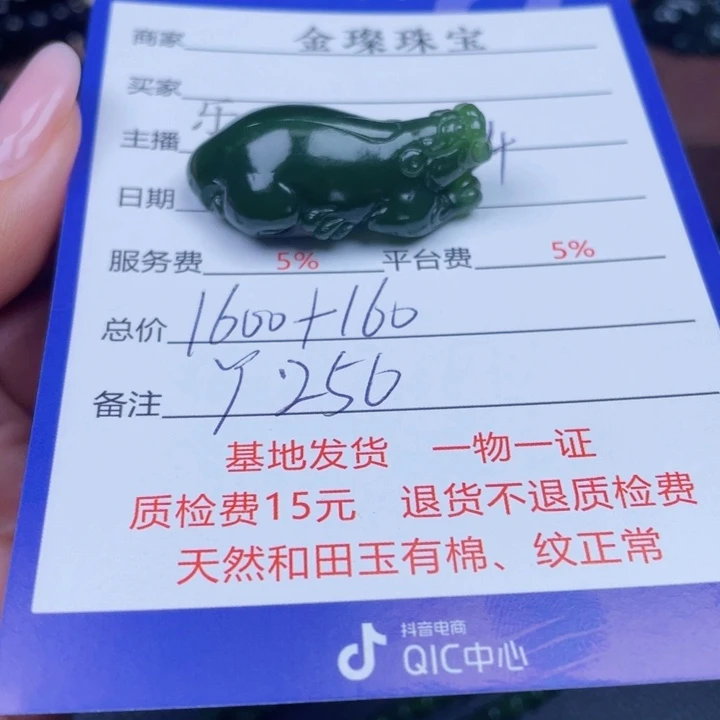 商家 金璨珠宝
买家
主播 乐
日期
服务费 5% 平台费 5%
总价 1600+160
备注 Y.256
基地发货 一物一证
质检费15元 退货不退质检费
天然和田玉有棉、纹正常
抖音电商
QIC中心